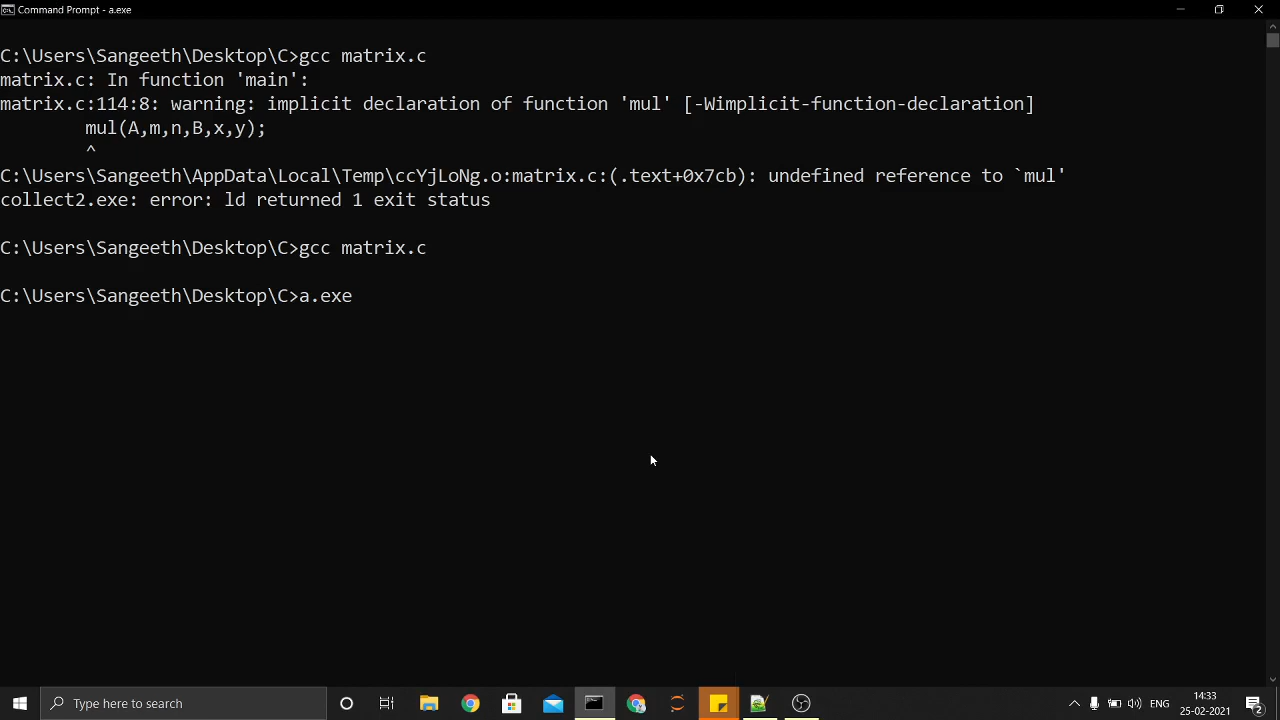 Command Prompt - a.exe
C:\Users\Sangeeth\Desktop\C>gcc matrix.c
matrix.c: In function 'main':
matrix.c:114:8: warning: implicit declaration of function 'mul' [-Wimplicit-function-declaration]
        mul(A,m,n,B,x,y);
        ^
C:\Users\Sangeeth\AppData\Local\Temp\ccYjLoNg.o:matrix.c:(.text+0x7cb): undefined reference to `mul'
collect2.exe: error: ld returned 1 exit status
C:\Users\Sangeeth\Desktop\C>gcc matrix.c
C:\Users\Sangeeth\Desktop\C>a.exe
Type here to search
ENG
14:33
25-02-2021
2